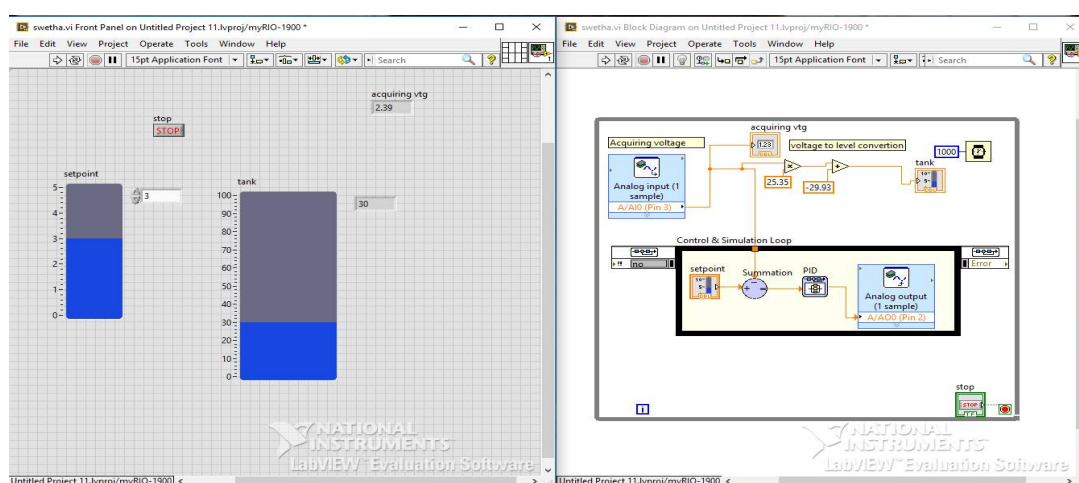 swetha.vi Front Panel on Untitled Project 11.lvproj/myRIO-1900 *
File Edit View Project Operate Tools Window Help
15pt Application Font
Search
acquiring vtg
2.39
stop
STOP
setpoint
3
5
4
3
2
1
0
tank
30
100
90
80
70
60
50
40
30
20
10
0
NATIONAL
INSTRUMENTS
LabVIEW Evaluation Software
Untitled Project 11.lvproj/myRIO-1900 <
swetha.vi Block Diagram on Untitled Project 11.lvproj/myRIO-1900 *
File Edit View Project Operate Tools Window Help
15pt Application Font
Search
acquiring vtg
Acquiring voltage
1.23
voltage to level convertion
1000
tank
Analog input (1
sample)
A/AI0 (Pin 3)
25.35
-29.93
Control & Simulation Loop
no
Error
setpoint
Summation
PID
Analog output
(1 sample)
A/AO0 (Pin 2)
stop
STOP
TF
i
NATIONAL
INSTRUMENTS
LabVIEW Evaluation Software
Untitled Project 11.lvproj/myRIO-1900 <